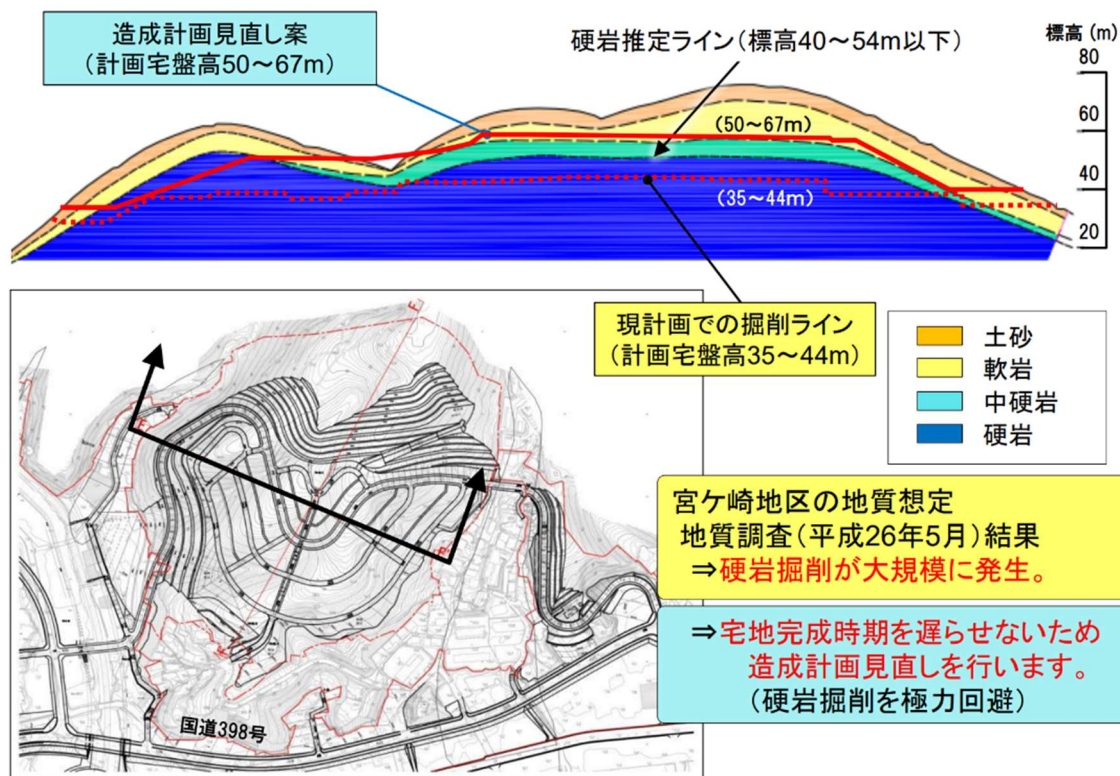 造成計画見直し案
(計画宅盤高50~67m)
硬岩推定ライン(標高40~54m以下)
標高(m)
80
60
40
20
(50~67m)
(35~44m)
現計画での掘削ライン
(計画宅盤高35~44m)
土砂
軟岩
中硬岩
硬岩
国道398号
宮ケ崎地区の地質想定
地質調査(平成26年5月)結果
⇒硬岩掘削が大規模に発生。
⇒宅地完成時期を遅らせないため
造成計画見直しを行います。
(硬岩掘削を極力回避)